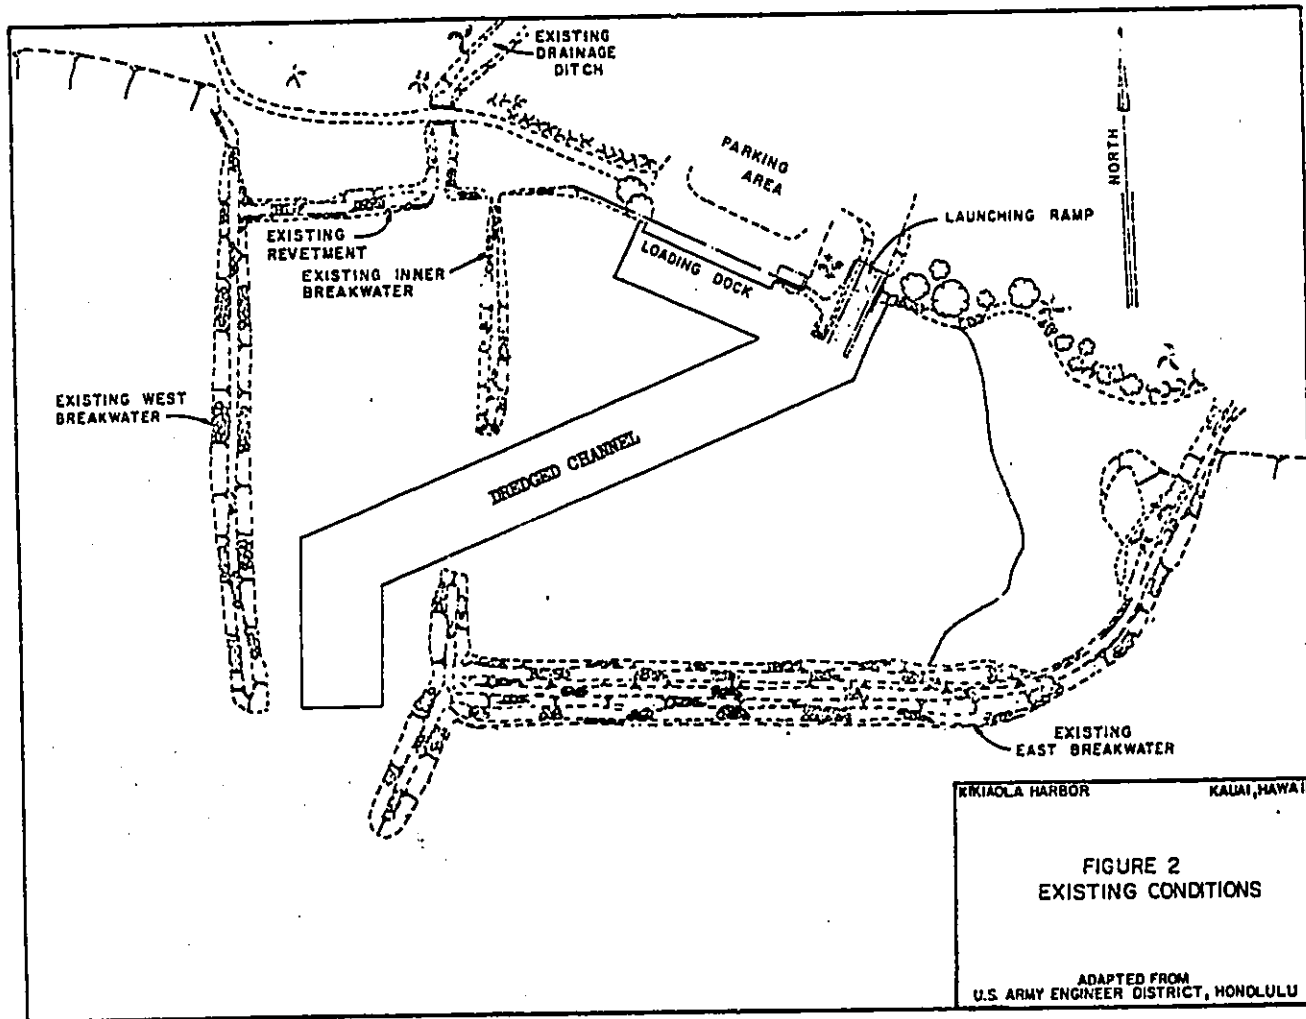 EXISTING
DRAINAGE
DITCH
PARKING
AREA
NORTH
LAUNCHING RAMP
EXISTING
REVETMENT
LOADING DOCK
EXISTING INNER
BREAKWATER
EXISTING WEST
BREAKWATER
DREDGED CHANNEL
EXISTING
EAST BREAKWATER
KIKIAOLA HARBOR
KAUAI, HAWAII
FIGURE 2
EXISTING CONDITIONS
ADAPTED FROM
U.S. ARMY ENGINEER DISTRICT, HONOLULU